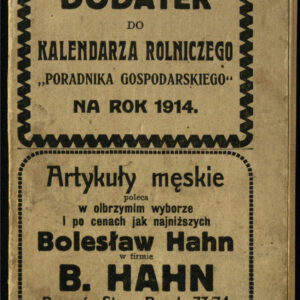 DODATEK
DO
KALENDARZA ROLNICZEGO
„PORADNIKA GOSPODARSKIEGO“
NA ROK 1914.
Artykuły męskie
poleca
w olbrzymim wyborze
i po cenach jak najniższych
Bolesław Hahn
w firmie
B. HAHN